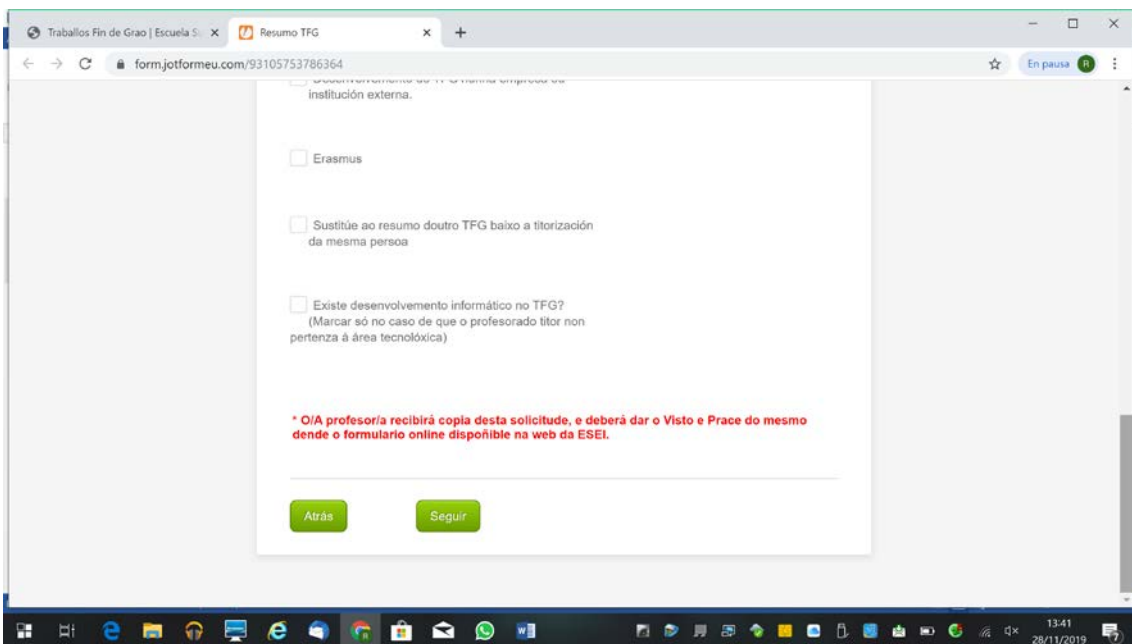 Traballos Fin de Grao | Escuela Su
Resumo TFG
form.jotformeu.com/93105753786364
En pausa
R
institución externa.
Erasmus
Sustitúe ao resumo doutro TFG baixo a titorización
da mesma persoa
Existe desenvolvemento informático no TFG?
(Marcar só no caso de que o profesorado titor non
pertenza á área tecnolóxica)
* O/A profesor/a recibirá copia desta solicitude, e deberá dar o Visto e Prace do mesmo
dende o formulario online dispoñible na web da ESEI.
Atrás
Seguir
13:41
28/11/2019